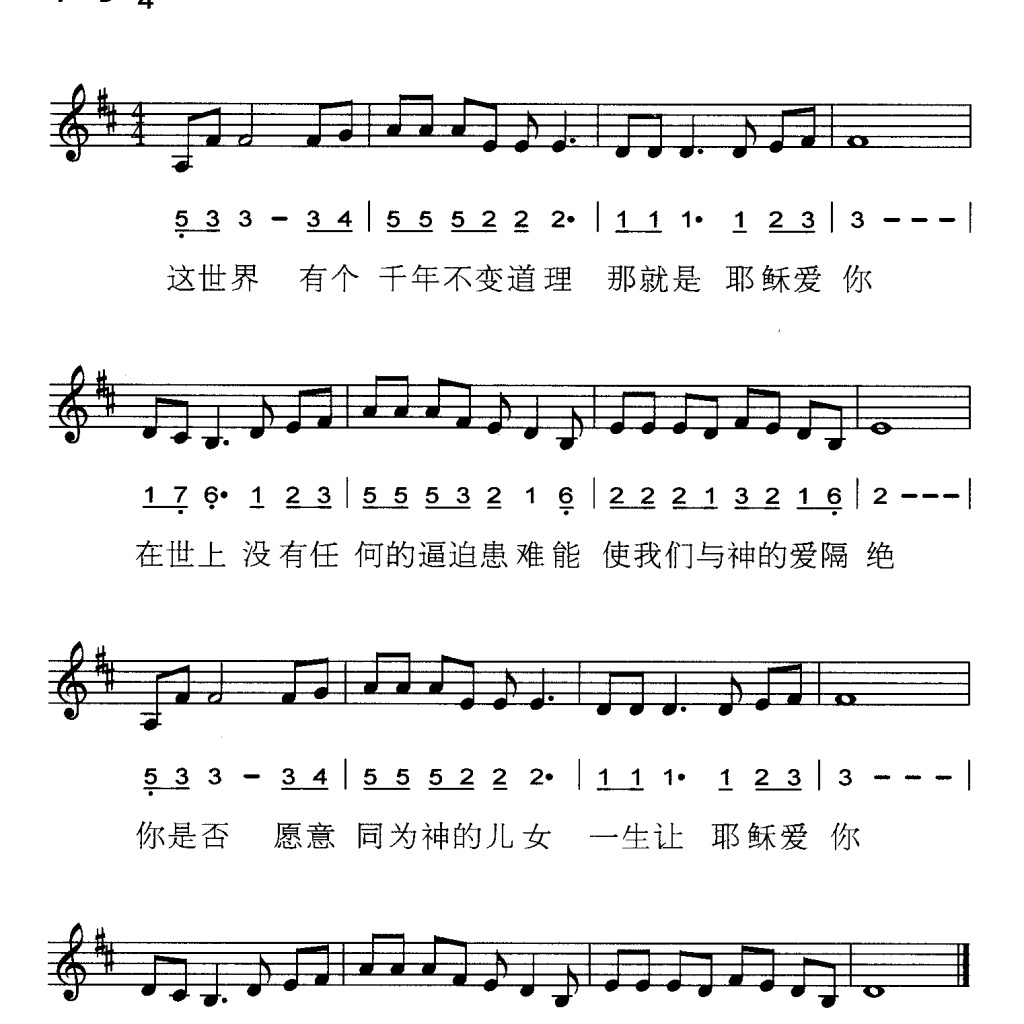 5 3 3 – 3 4 | 5 5 5 2 2 2· | 1 1 1· 1 2 3 | 3 – – – |
这世界 有个 千年不变道理 那就是 耶稣爱 你
1 7 6· 1 2 3 | 5 5 5 3 2 1 6 | 2 2 2 1 3 2 1 6 | 2 – – – |
在世上 没有任 何的逼迫患难能 使我们与神的爱隔 绝
5 3 3 – 3 4 | 5 5 5 2 2 2· | 1 1 1· 1 2 3 | 3 – – – |
你是否 愿意 同为神的儿女 一生让 耶稣爱 你